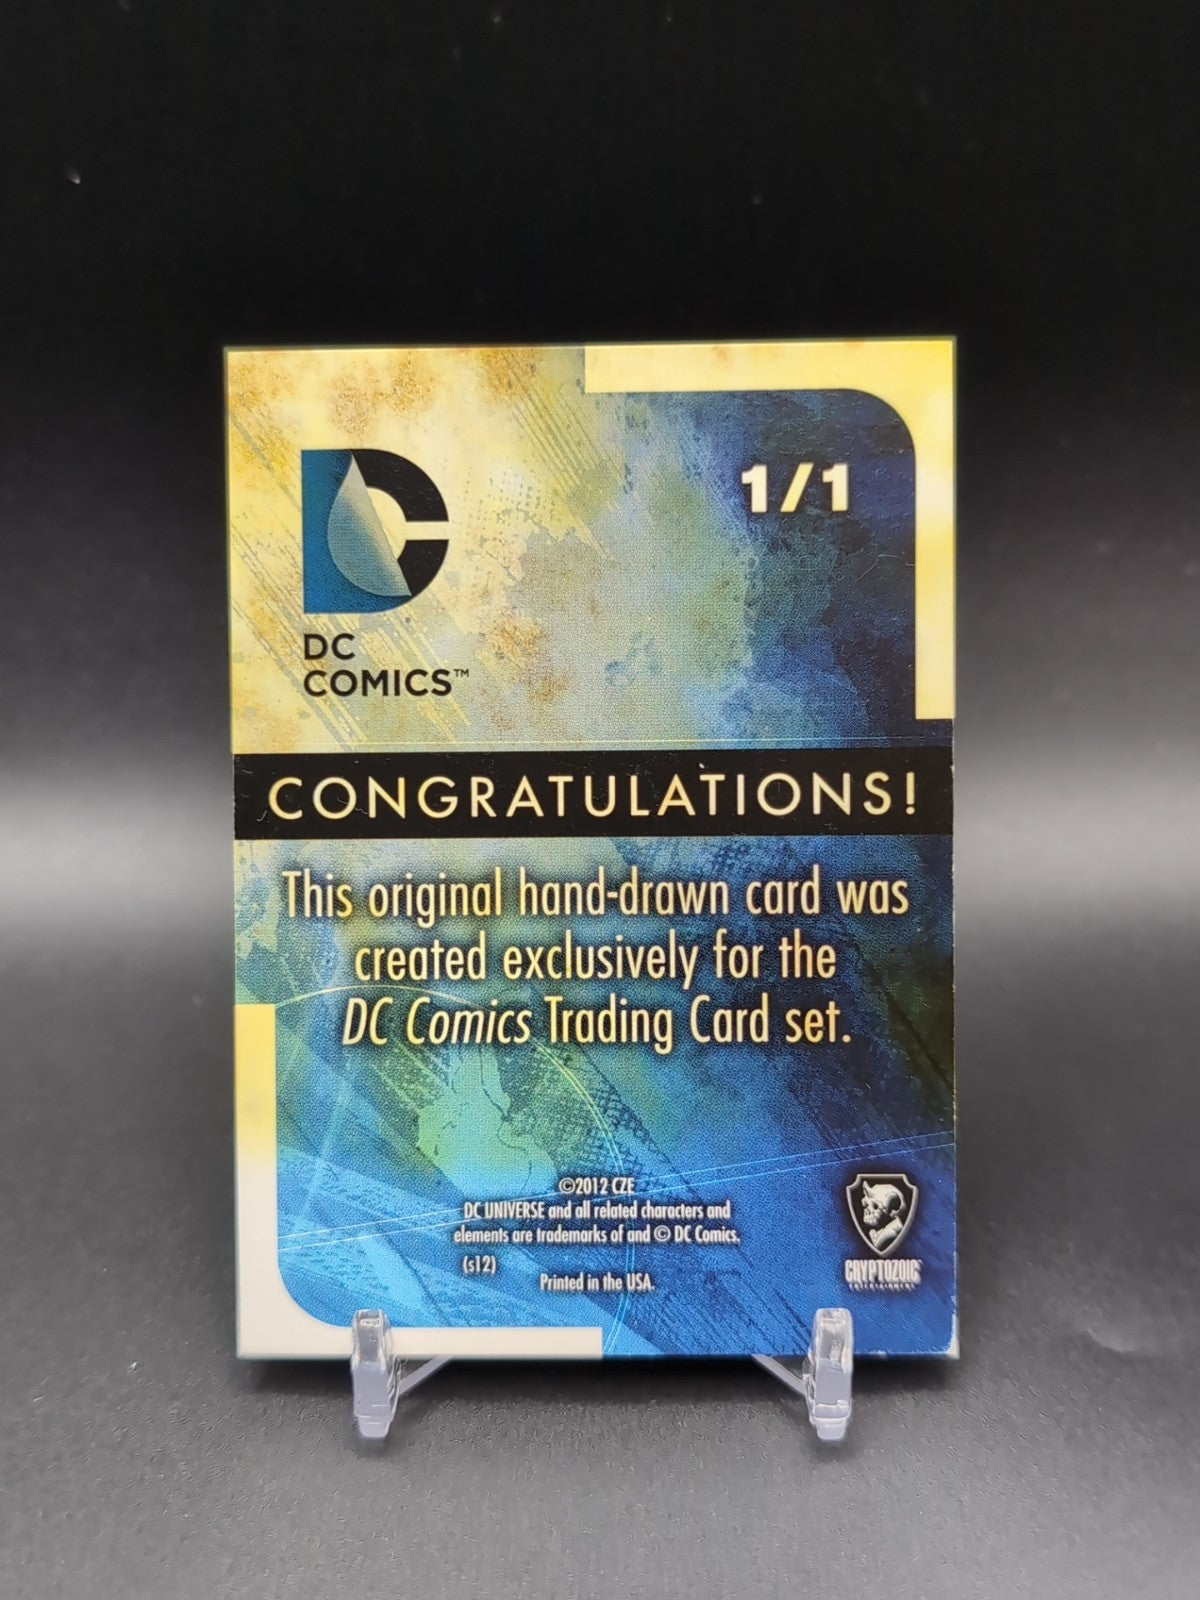 1/1
DC
COMICS™
CONGRATULATIONS!
This original hand-drawn card was
created exclusively for the
DC Comics Trading Card set.
©2012 CZE
DC UNIVERSE and all related characters and
elements are trademarks of and © DC Comics.
(s12)
Printed in the USA.
CRYPTOZOIC
ENTERTAINMENT